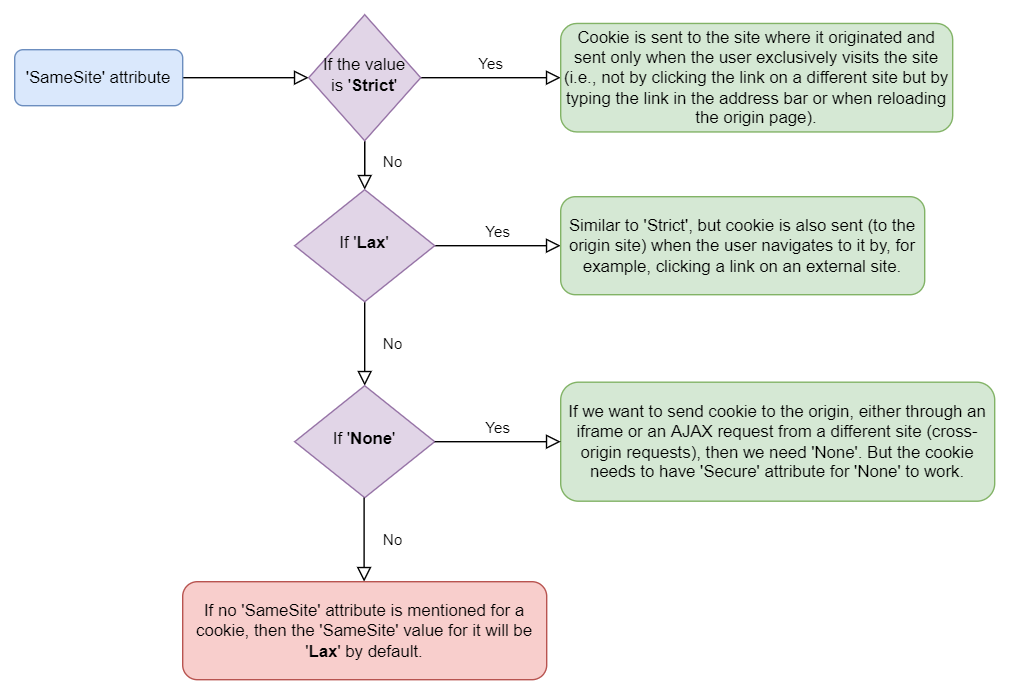 'SameSite' attribute
If the value
is 'Strict'
Yes
Cookie is sent to the site where it originated and
sent only when the user exclusively visits the site
(i.e., not by clicking the link on a different site but by
typing the link in the address bar or when reloading
the origin page).
No
If 'Lax'
Yes
Similar to 'Strict', but cookie is also sent (to the
origin site) when the user navigates to it by, for
example, clicking a link on an external site.
No
If 'None'
Yes
If we want to send cookie to the origin, either through an
iframe or an AJAX request from a different site (cross-
origin requests), then we need 'None'. But the cookie
needs to have 'Secure' attribute for 'None' to work.
No
If no 'SameSite' attribute is mentioned for a
cookie, then the 'SameSite' value for it will be
'Lax' by default.